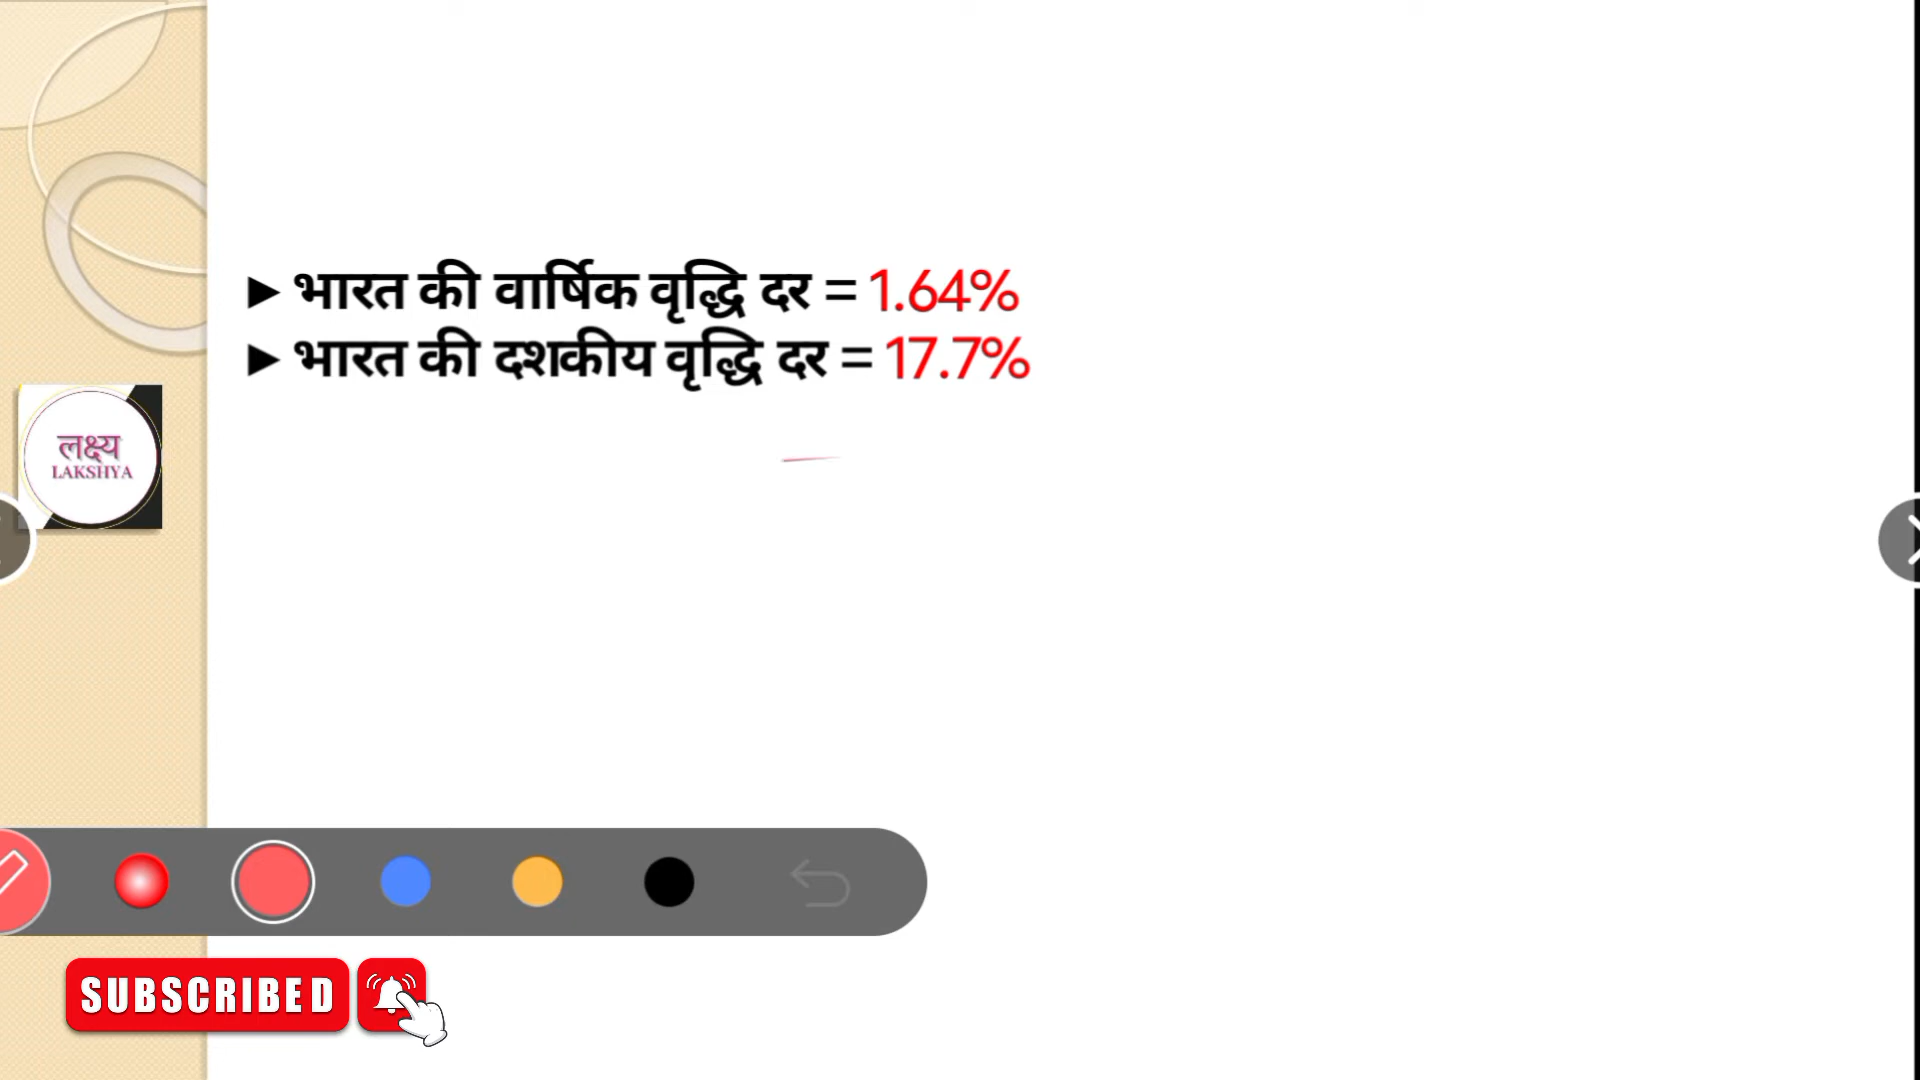 ► भारत की वार्षिक वृद्धि दर = 1.64%
► भारत की दशकीय वृद्धि दर = 17.7%
लक्ष्य
LAKSHYA
SUBSCRIBED